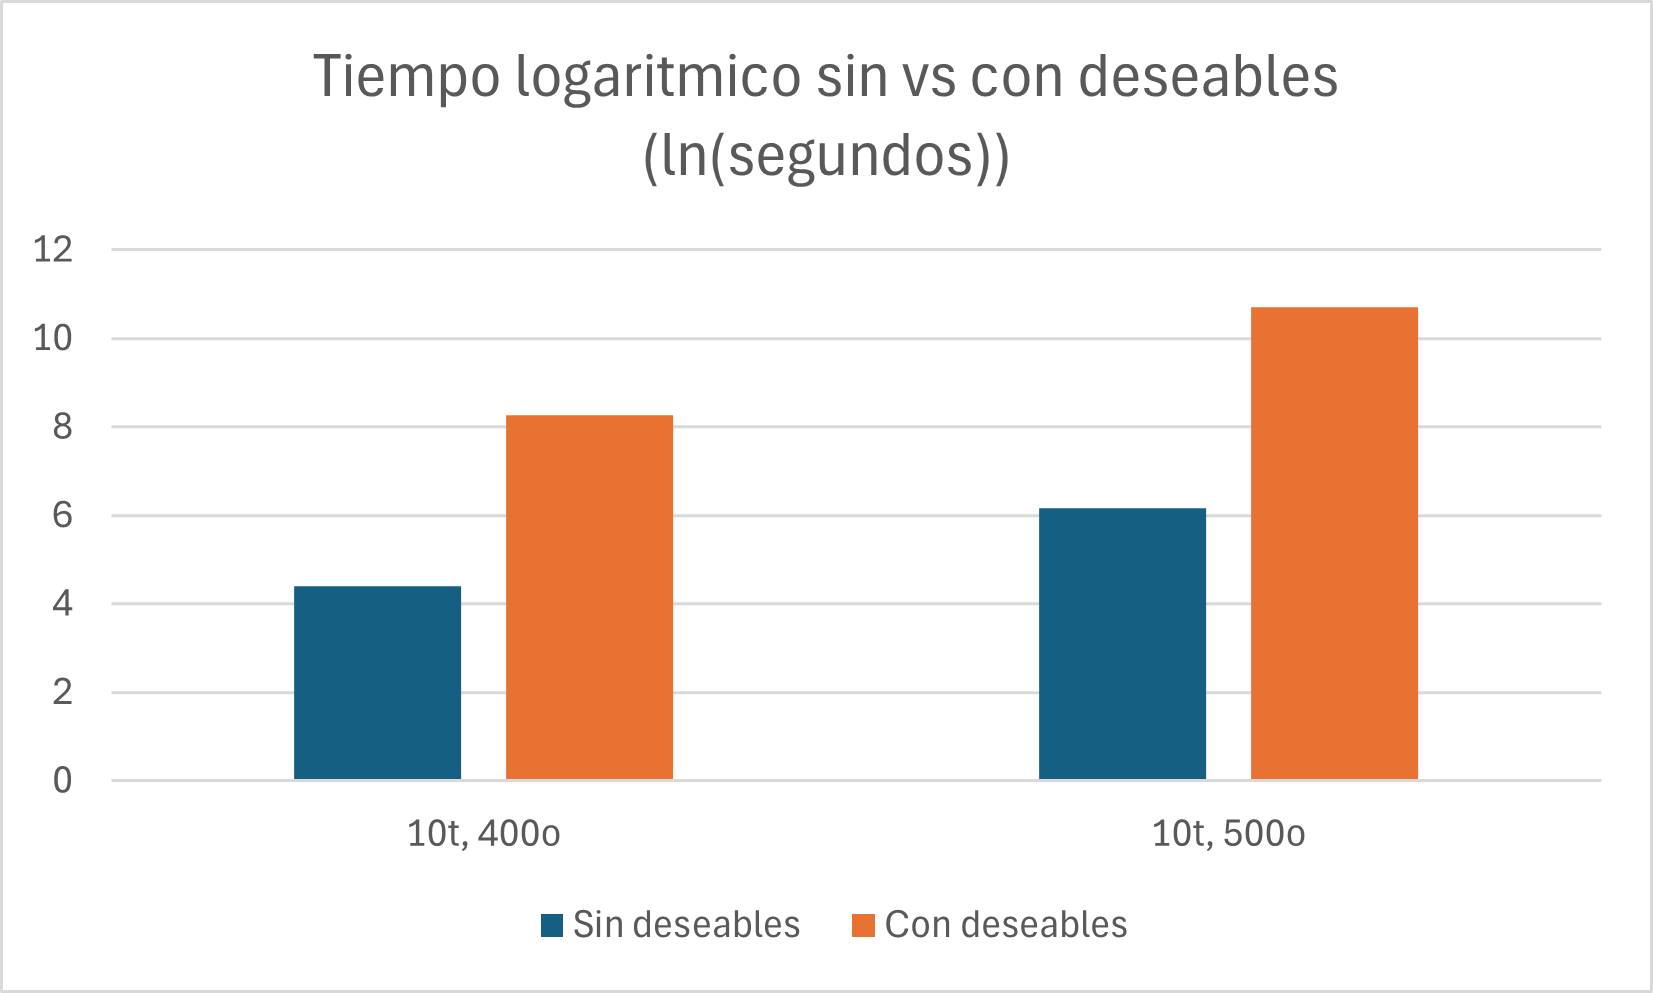 Tiempo logaritmico sin vs con deseables
(ln(segundos))
12
10
8
6
4
2
0
10t, 400o
10t, 500o
Sin deseables
Con deseables